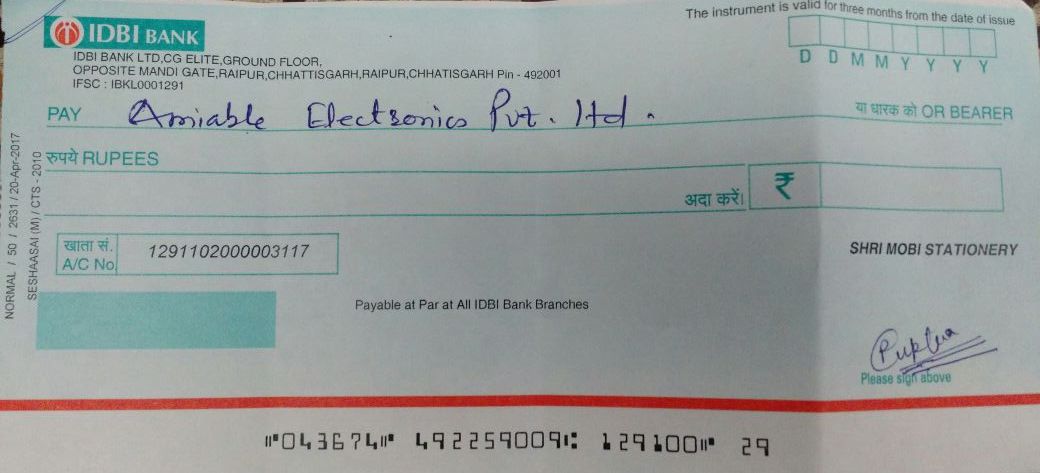 The instrument is valid for three months from the date of issue
IDBI BANK
D D M M Y Y Y Y
IDBI BANK LTD,CG ELITE,GROUND FLOOR,
OPPOSITE MANDI GATE,RAIPUR,CHHATTISGARH,RAIPUR,CHHATISGARH Pin - 492001
IFSC : IBKL0001291
PAY Amiable Electronics Pvt. ltd. या धारक को OR BEARER
रुपये RUPEES
अदा करें। ₹
खाता सं. A/C No. 1291102000003117
SHRI MOBI STATIONERY
Payable at Par at All IDBI Bank Branches
Please sign above
NORMAL / 50 / 2631 / 20-Apr-2017
SESHAASAI (M) / CTS - 2010
⑈043674⑈ 492259009⑆ 129100⑈ 29